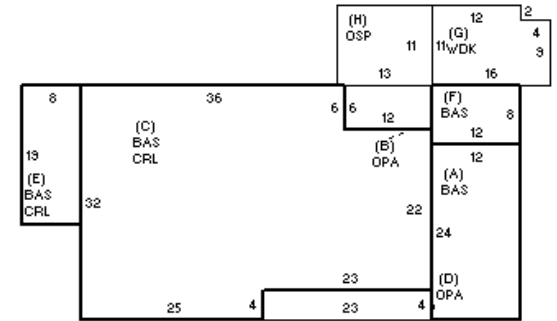 2
(H)
OSP
12
(G)
WDK
4
11
11
9
13
16
8
36
6
6
12
(F)
BAS
8
12
(C)
BAS
CRL
(B)
OPA
12
(A)
BAS
19
(E)
BAS
CRL
32
22
24
23
(D)
OPA
25
4
23
4